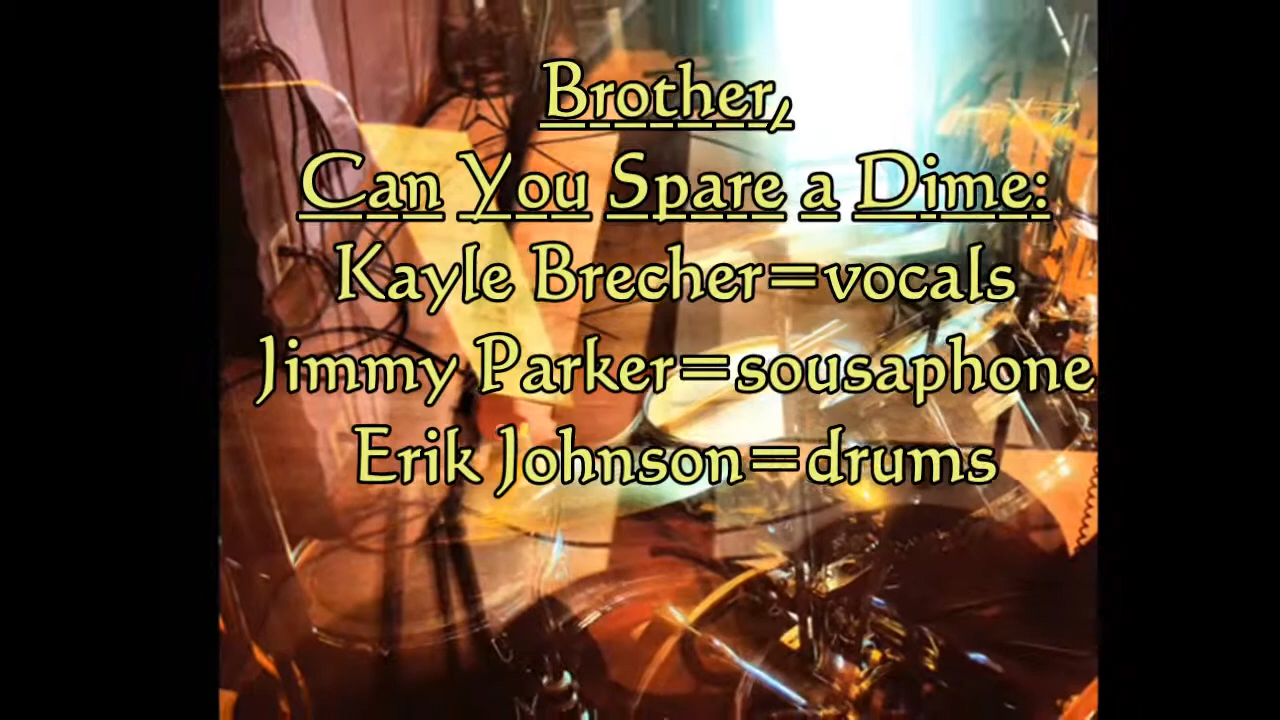 Brother,
Can You Spare a Dime:
Kayle Brecher=vocals
Jimmy Parker=sousaphone
Erik Johnson=drums